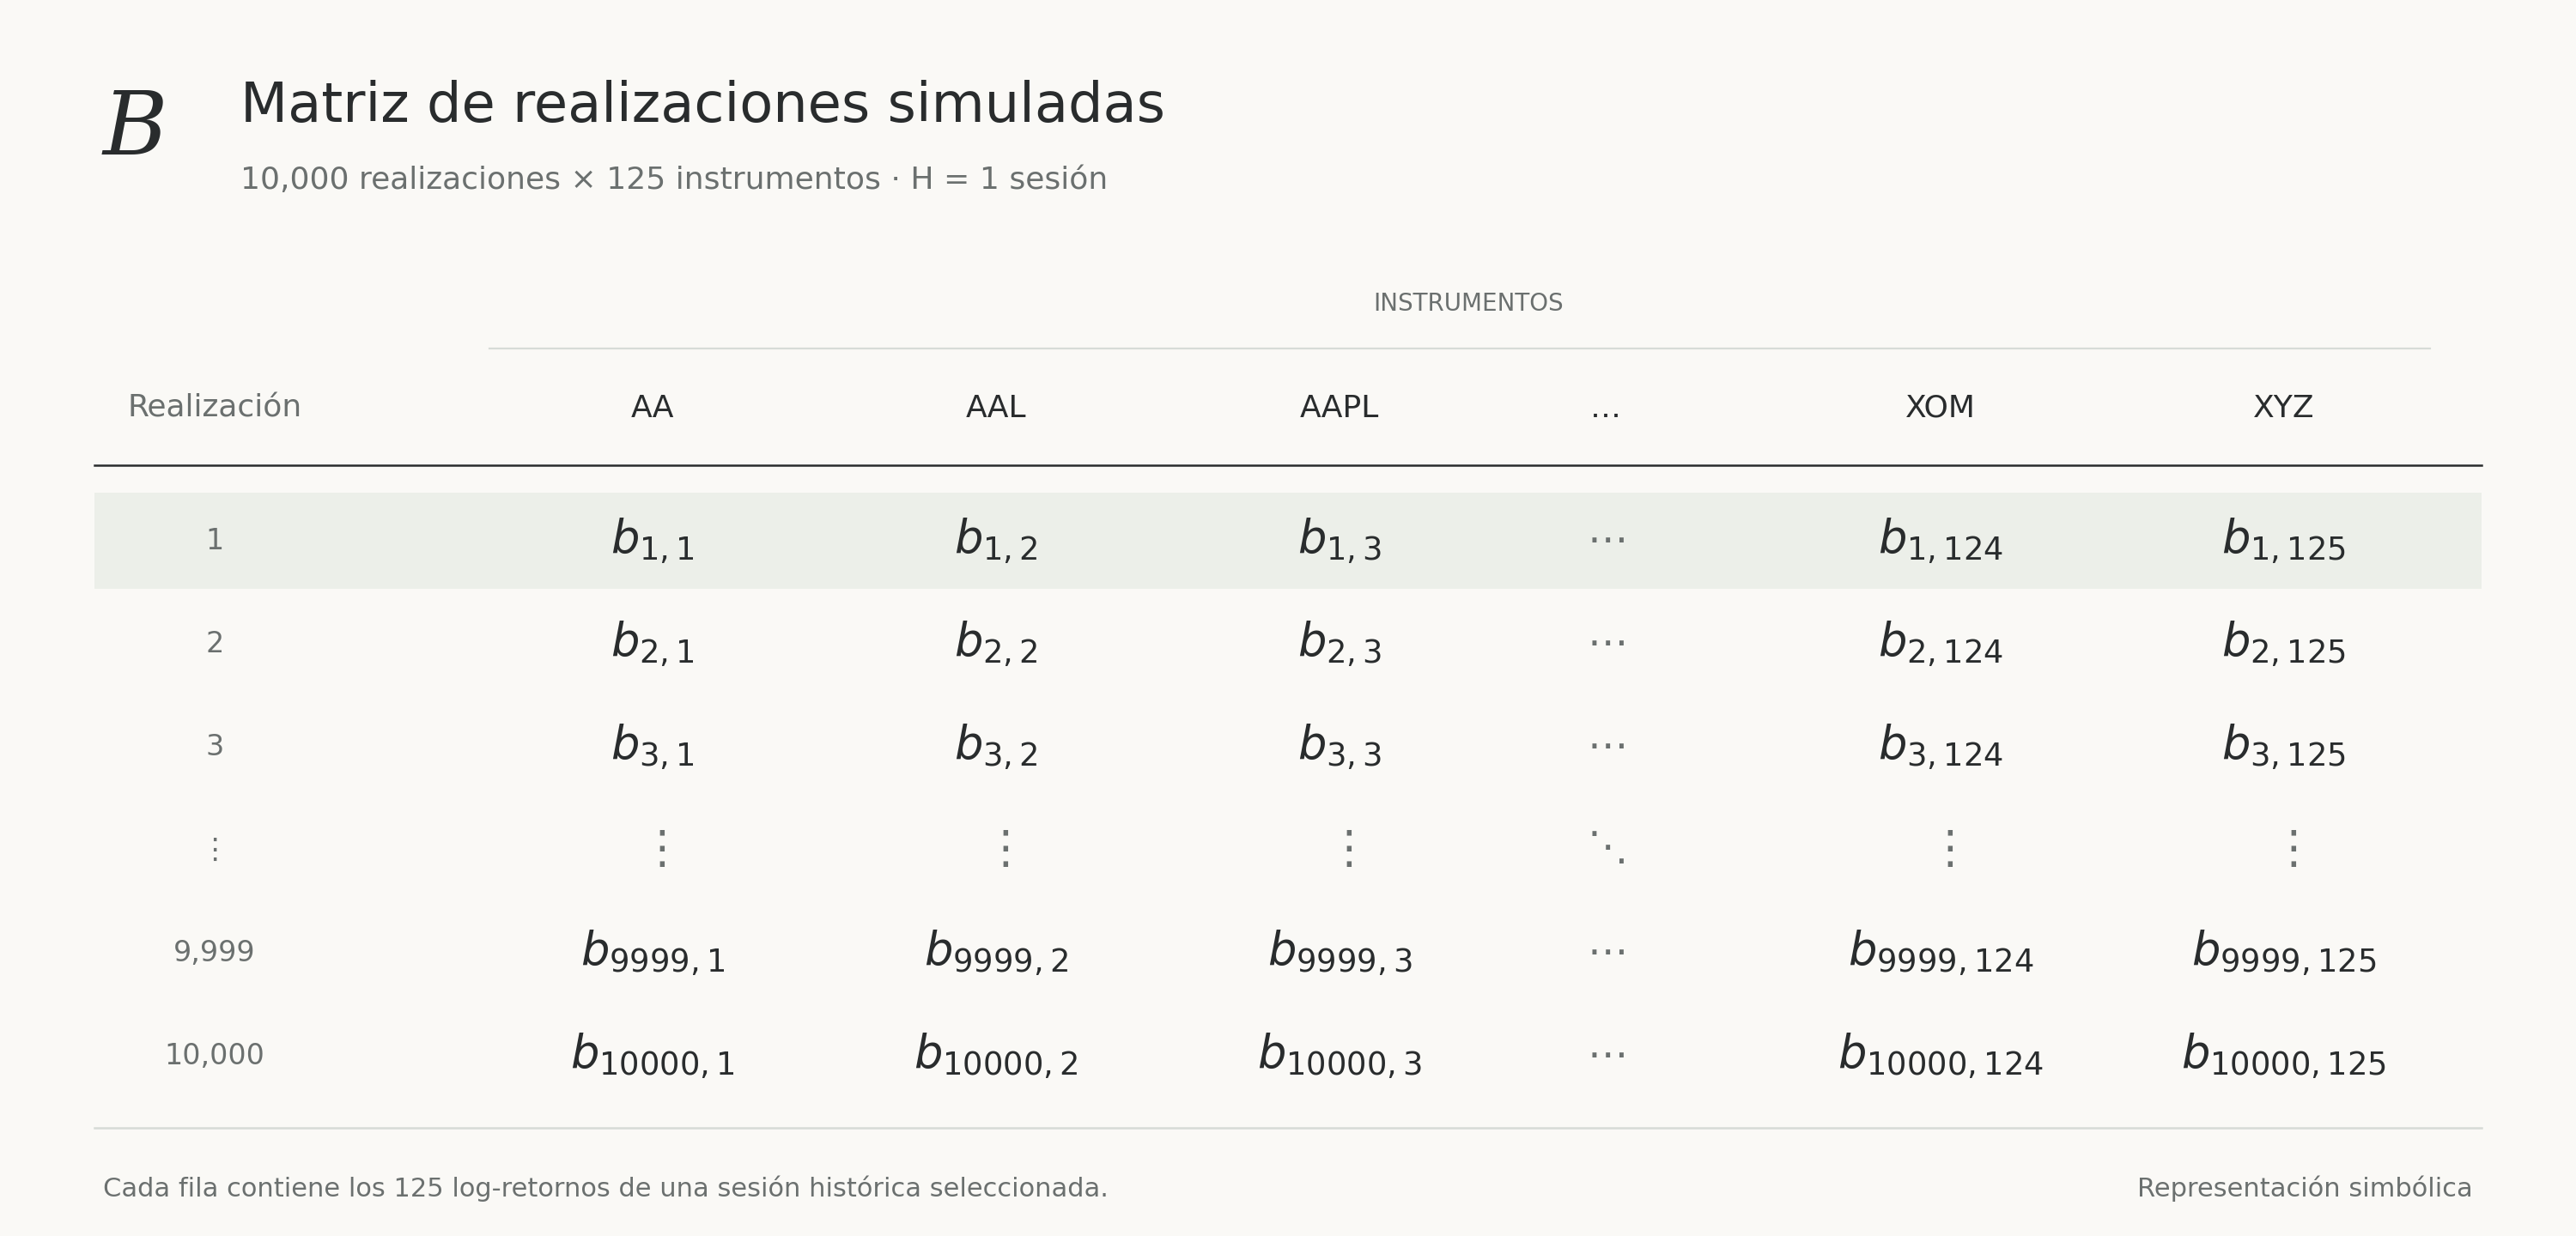 B Matriz de realizaciones simuladas
10,000 realizaciones × 125 instrumentos · H = 1 sesión
INSTRUMENTOS
Realización AA AAL AAPL ... XOM XYZ
1 b1,1 b1,2 b1,3 ⋯ b1,124 b1,125
2 b2,1 b2,2 b2,3 ⋯ b2,124 b2,125
3 b3,1 b3,2 b3,3 ⋯ b3,124 b3,125
⋮ ⋮ ⋮ ⋮ ⋱ ⋮ ⋮
9,999 b9999,1 b9999,2 b9999,3 ⋯ b9999,124 b9999,125
10,000 b10000,1 b10000,2 b10000,3 ⋯ b10000,124 b10000,125
Cada fila contiene los 125 log-retornos de una sesión histórica seleccionada. Representación simbólica